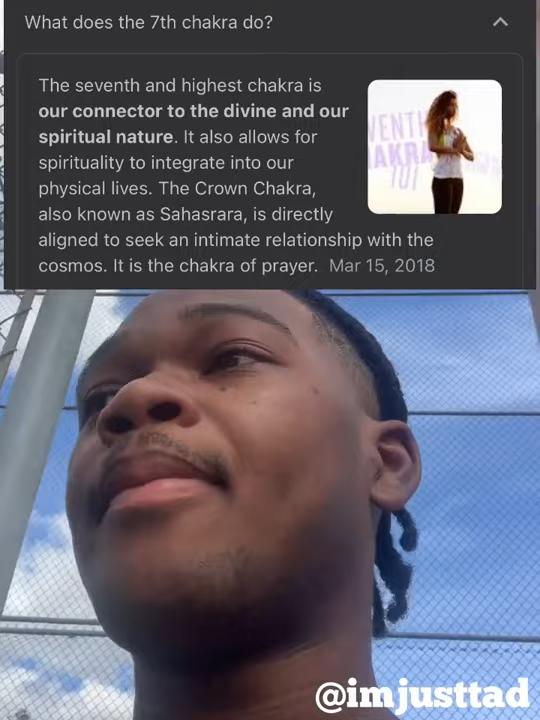 What does the 7th chakra do?
The seventh and highest chakra is
our connector to the divine and our
spiritual nature. It also allows for
spirituality to integrate into our
physical lives. The Crown Chakra,
also known as Sahasrara, is directly
aligned to seek an intimate relationship with the
cosmos. It is the chakra of prayer. Mar 15, 2018
@imjusttad